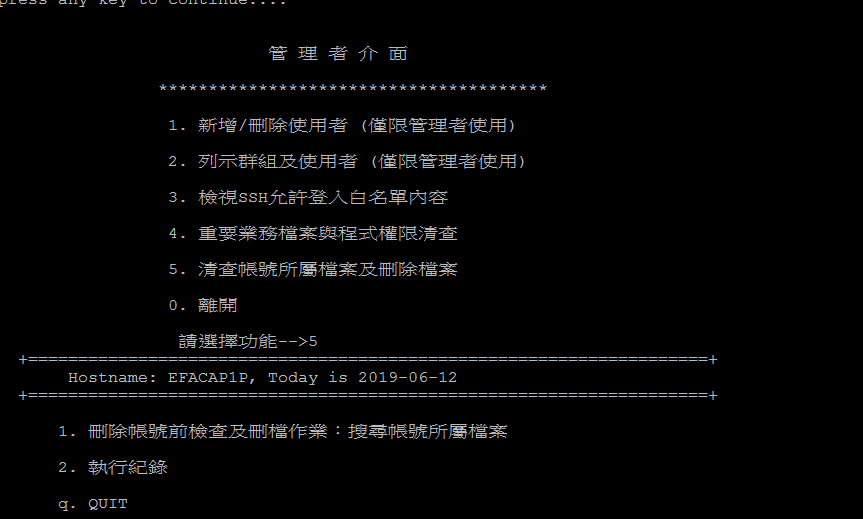 press any key to continue....
管 理 者 介 面
***************************************
1. 新增/刪除使用者 (僅限管理者使用)
2. 列示群組及使用者 (僅限管理者使用)
3. 檢視SSH允許登入白名單內容
4. 重要業務檔案與程式權限清查
5. 清查帳號所屬檔案及刪除檔案
0. 離開
請選擇功能-->5
+====================================================================+
Hostname: EFACAP1P, Today is 2019-06-12
+====================================================================+
1. 刪除帳號前檢查及刪檔作業：搜尋帳號所屬檔案
2. 執行紀錄
q. QUIT